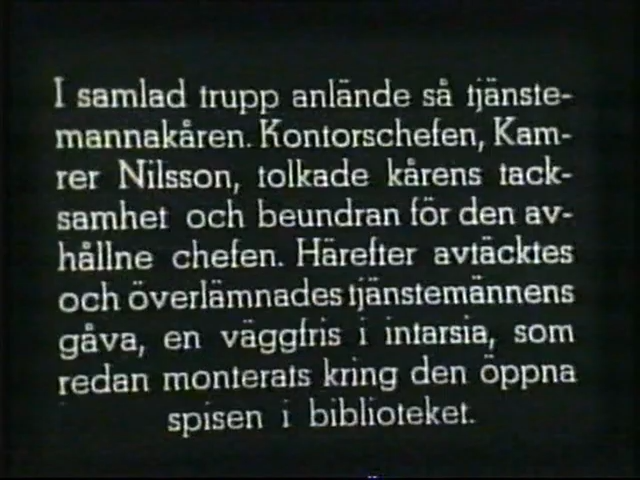 I samlad trupp anlände så tjänste-
mannakåren. Kontorschefen, Kam-
rer Nilsson, tolkade kårens tack-
samhet och beundran för den av-
hållne chefen. Härefter avtäcktes
och överlämnades tjänstemännens
gåva, en väggfris i intarsia, som
redan monterats kring den öppna
spisen i biblioteket.